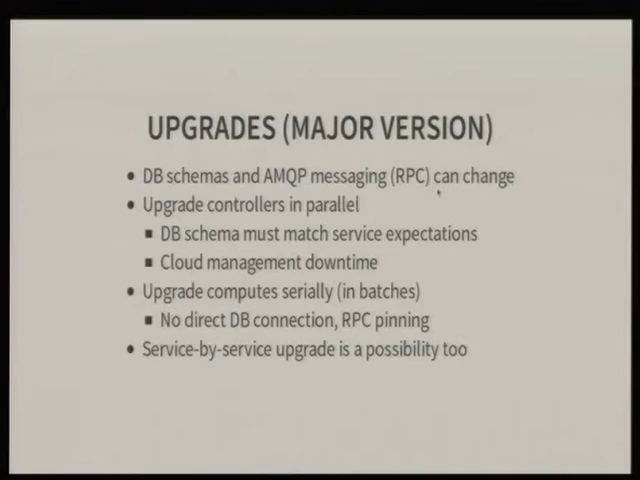 UPGRADES (MAJOR VERSION)
• DB schemas and AMQP messaging (RPC) can change
• Upgrade controllers in parallel
▪ DB schema must match service expectations
▪ Cloud management downtime
• Upgrade computes serially (in batches)
▪ No direct DB connection, RPC pinning
• Service-by-service upgrade is a possibility too